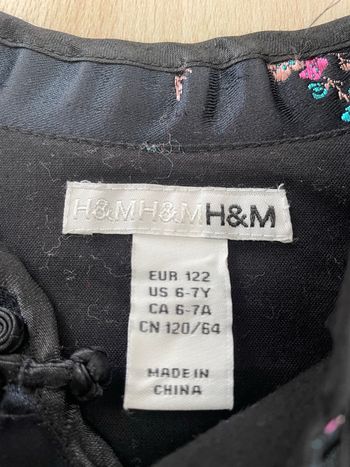 H&MH&MH&M
EUR 122
US 6-7Y
CA 6-7A
CN 120/64
MADE IN
CHINA